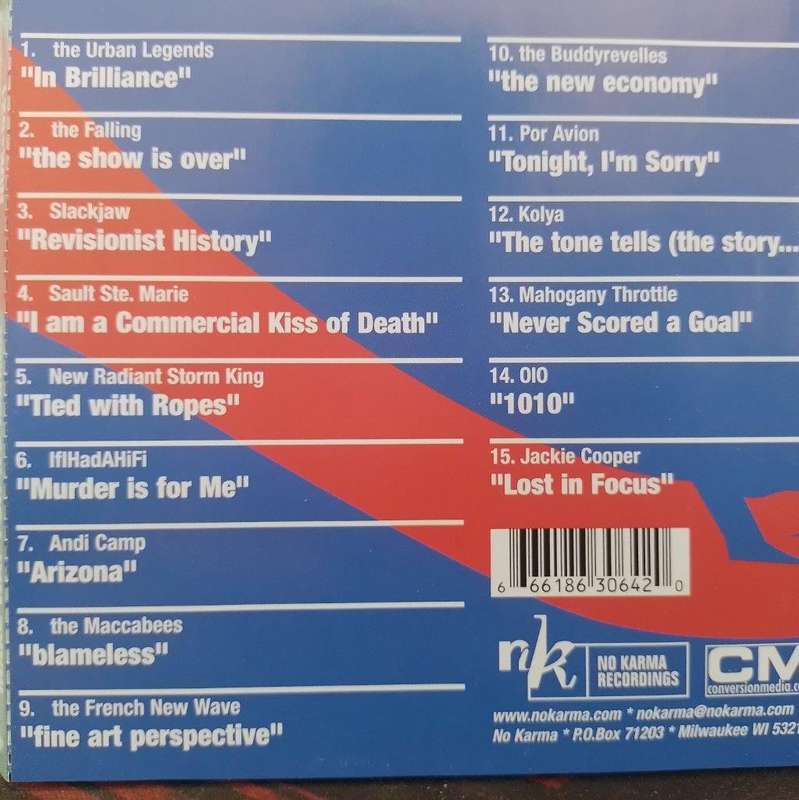 1. the Urban Legends
"In Brilliance"
2. the Falling
"the show is over"
3. Slackjaw
"Revisionist History"
4. Sault Ste. Marie
"I am a Commercial Kiss of Death"
5. New Radiant Storm King
"Tied with Ropes"
6. IfIHadAHiFi
"Murder is for Me"
7. Andi Camp
"Arizona"
8. the Maccabees
"blameless"
9. the French New Wave
"fine art perspective"
10. the Buddyrevelles
"the new economy"
11. Por Avion
"Tonight, I'm Sorry"
12. Kolya
"The tone tells (the story...
13. Mahogany Throttle
"Never Scored a Goal"
14. OIO
"1010"
15. Jackie Cooper
"Lost in Focus"
6 66186 30642 0
nk
NO KARMA
RECORDINGS
CM
conversionmedia.c
www.nokarma.com * nokarma@nokarma.com
No Karma * P.O.Box 71203 * Milwaukee WI 5321